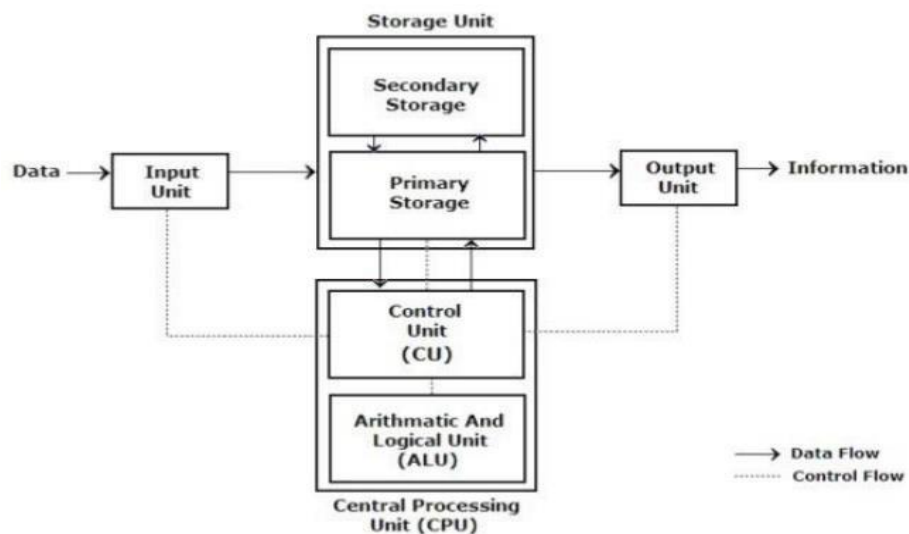 Storage Unit
Secondary
Storage
Data
Input
Unit
Primary
Storage
Output
Unit
Information
Control
Unit
(CU)
Arithmatic And
Logical Unit
(ALU)
Central Processing
Unit (CPU)
Data Flow
Control Flow